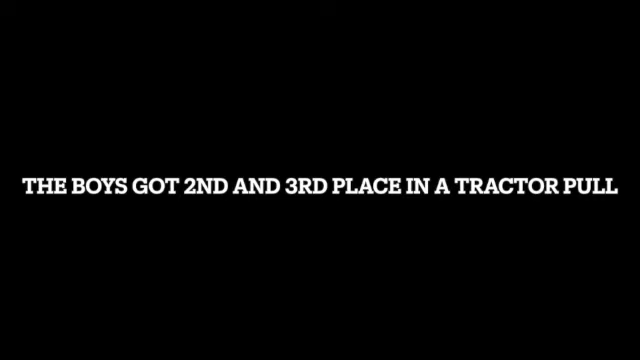 THE BOYS GOT 2ND AND 3RD PLACE IN A TRACTOR PULL